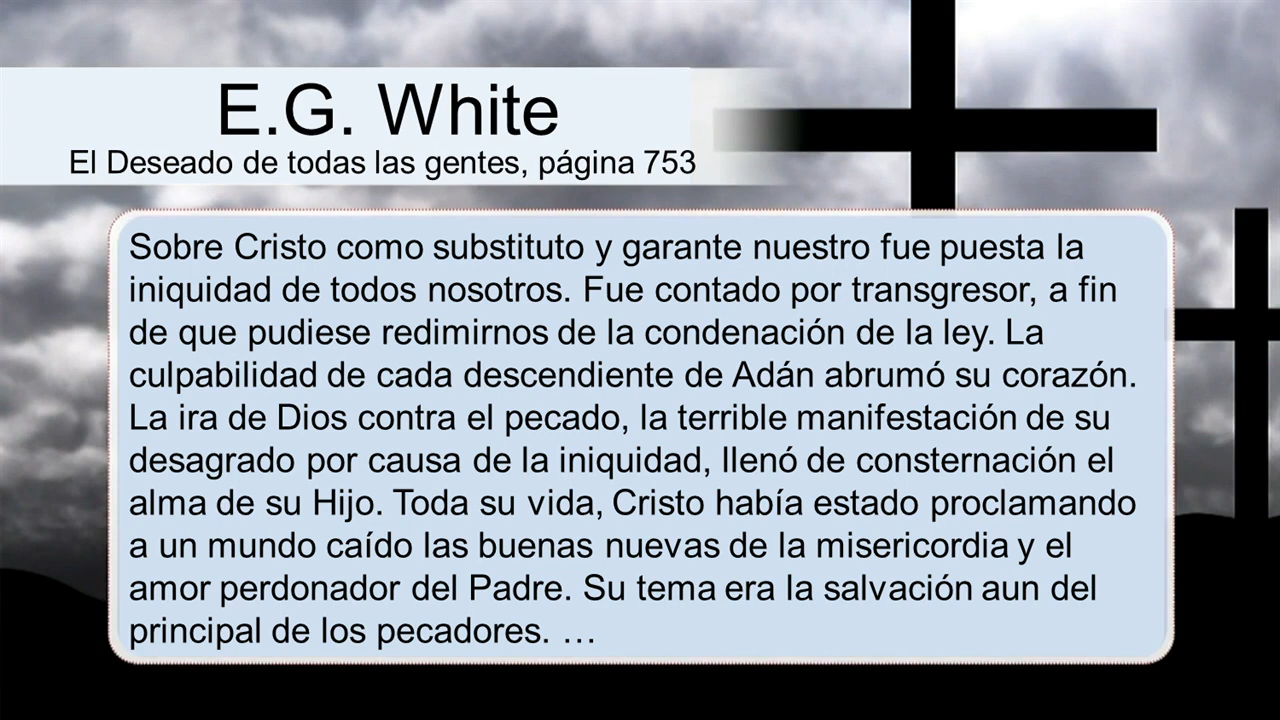 E.G. White
El Deseado de todas las gentes, página 753
Sobre Cristo como substituto y garante nuestro fue puesta la
iniquidad de todos nosotros. Fue contado por transgresor, a fin
de que pudiese redimirnos de la condenación de la ley. La
culpabilidad de cada descendiente de Adán abrumó su corazón.
La ira de Dios contra el pecado, la terrible manifestación de su
desagrado por causa de la iniquidad, llenó de consternación el
alma de su Hijo. Toda su vida, Cristo había estado proclamando
a un mundo caído las buenas nuevas de la misericordia y el
amor perdonador del Padre. Su tema era la salvación aun del
principal de los pecadores. …